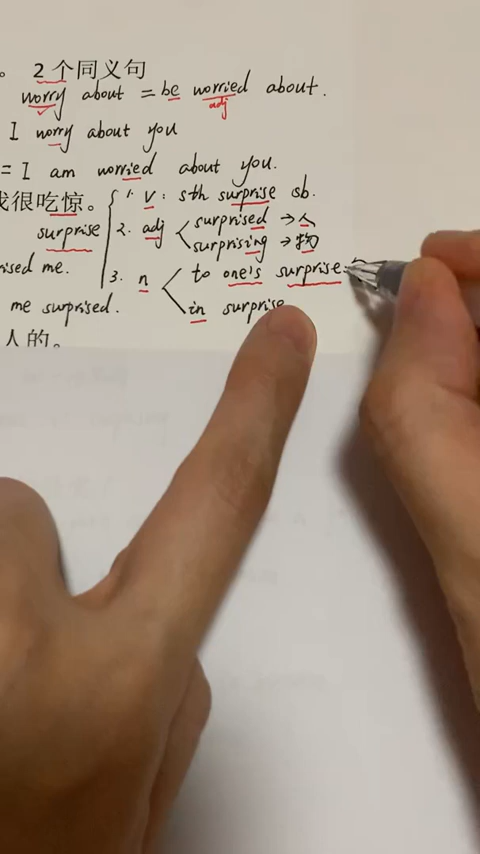 。 2个同义句
worry about = be worried about.
adj
I worry about you
= I am worried about you.
我很吃惊。
surprise
1. v: sth surprise sb.
2. adj
surprised → 人
surprising → 物
3. n
to one's surprise
in surprise
ised me.
me surprised.
人的。